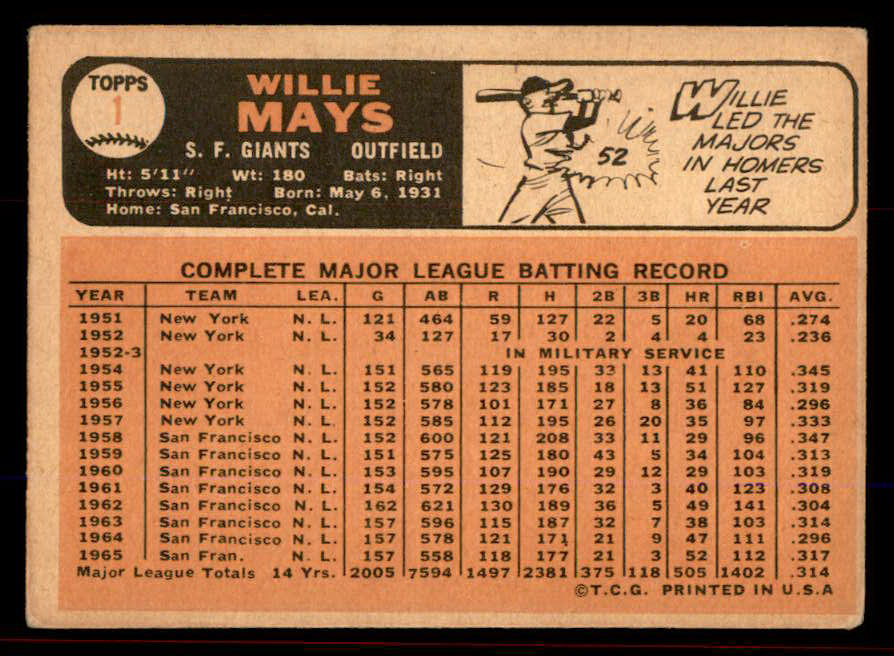 TOPPS
1
WILLIE
MAYS
S. F. GIANTS OUTFIELD
Ht: 5'11" Wt: 180 Bats: Right
Throws: Right Born: May 6, 1931
Home: San Francisco, Cal.
52
WILLIE
LED THE
MAJORS
IN HOMERS
LAST
YEAR
COMPLETE MAJOR LEAGUE BATTING RECORD
YEAR TEAM LEA. G AB R H 2B 3B HR RBI AVG.
1951 New York N. L. 121 464 59 127 22 5 20 68 .274
1952 New York N. L. 34 127 17 30 2 4 4 23 .236
1952-3 IN MILITARY SERVICE
1954 New York N. L. 151 565 119 195 33 13 41 110 .345
1955 New York N. L. 152 580 123 185 18 13 51 127 .319
1956 New York N. L. 152 578 101 171 27 8 36 84 .296
1957 New York N. L. 152 585 112 195 26 20 35 97 .333
1958 San Francisco N. L. 152 600 121 208 33 11 29 96 .347
1959 San Francisco N. L. 151 575 125 180 43 5 34 104 .313
1960 San Francisco N. L. 153 595 107 190 29 12 29 103 .319
1961 San Francisco N. L. 154 572 129 176 32 3 40 123 .308
1962 San Francisco N. L. 162 621 130 189 36 5 49 141 .304
1963 San Francisco N. L. 157 596 115 187 32 7 38 103 .314
1964 San Francisco N. L. 157 578 121 171 21 9 47 111 .296
1965 San Fran. N. L. 157 558 118 177 21 3 52 112 .317
Major League Totals 14 Yrs. 2005 7594 1497 2381 375 118 505 1402 .314
©T.C.G. PRINTED IN U.S.A